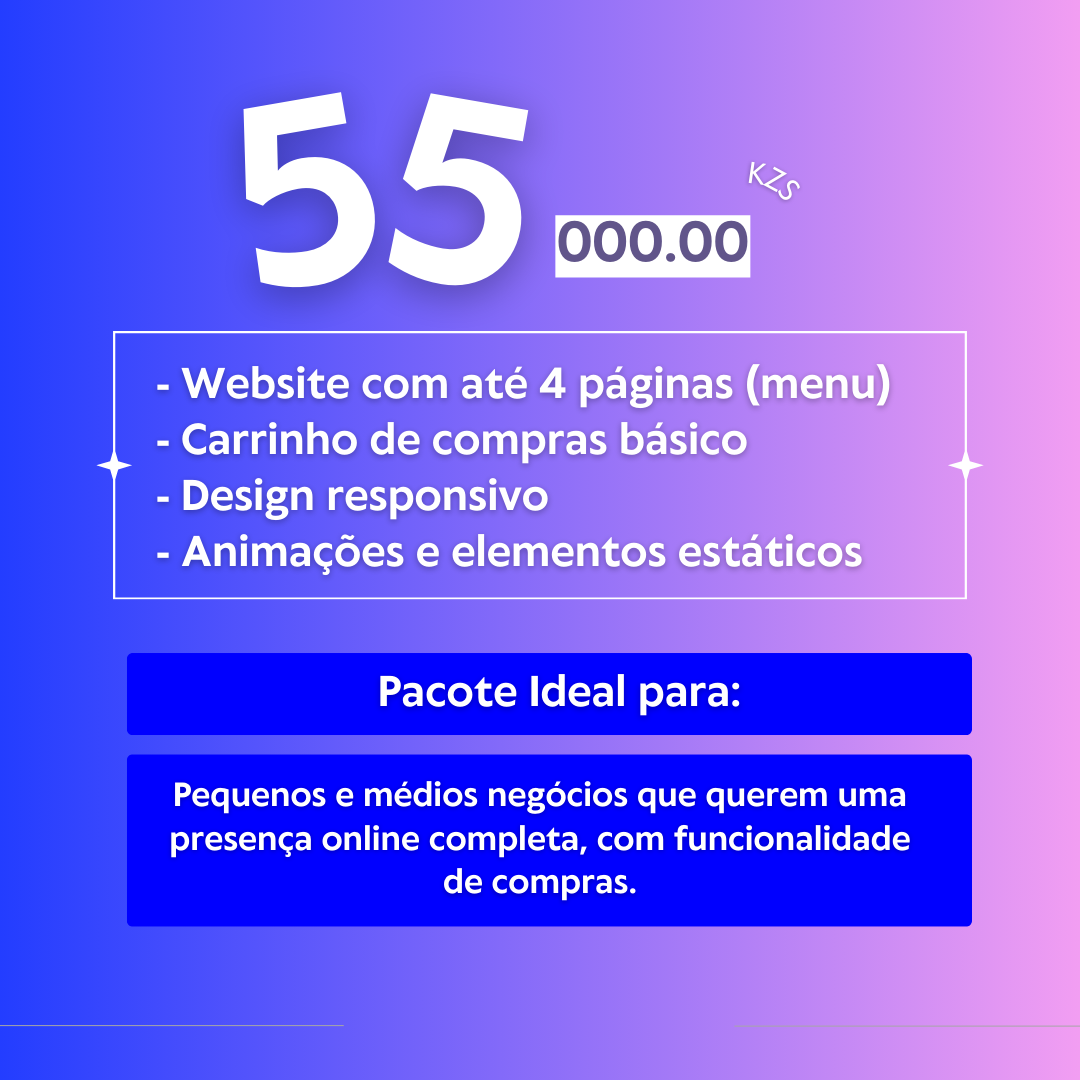 55
000.00
KZS
- Website com até 4 páginas (menu)
- Carrinho de compras básico
- Design responsivo
- Animações e elementos estáticos
Pacote Ideal para:
Pequenos e médios negócios que querem uma
presença online completa, com funcionalidade
de compras.